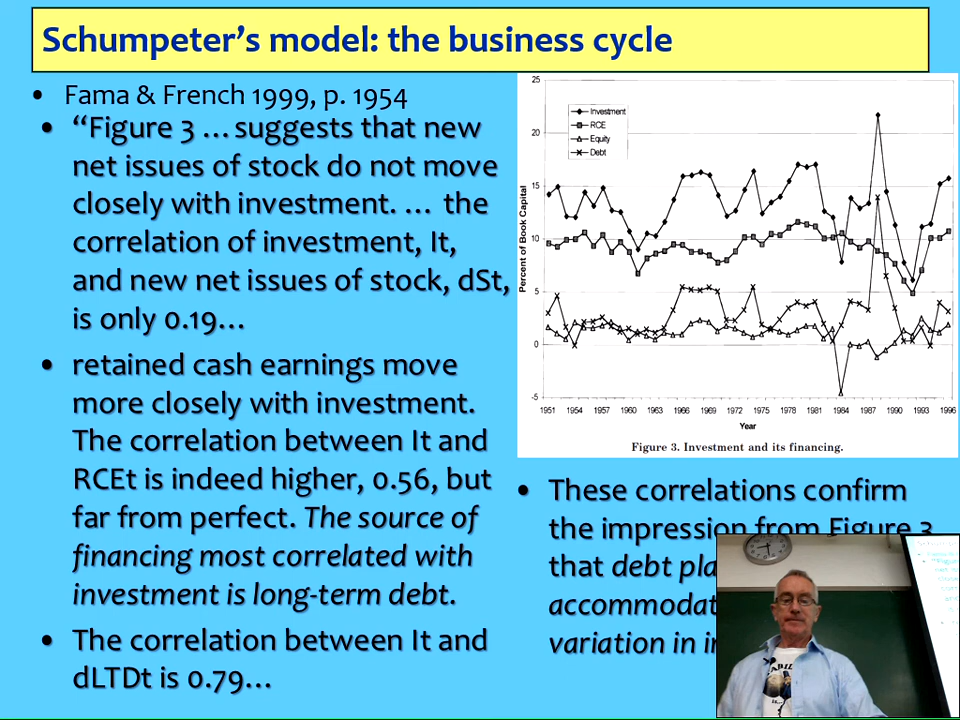 Schumpeter’s model: the business cycle
• Fama & French 1999, p. 1954
• “Figure 3 …suggests that new
net issues of stock do not move
closely with investment. … the
correlation of investment, It,
and new net issues of stock, dSt,
is only 0.19…
• retained cash earnings move
more closely with investment.
The correlation between It and
RCEt is indeed higher, 0.56, but
far from perfect. The source of
financing most correlated with
investment is long-term debt.
• The correlation between It and
dLTDt is 0.79…
25
20
15
10
5
0
-5
Percent of Book Capital
Investment
RCE
Equity
Debt
1951 1954 1957 1960 1963 1966 1969 1972 1975 1978 1981 1984 1987 1990 1993 1996
Year
Figure 3. Investment and its financing.
• These correlations confirm
the impression from Figure 3
that debt
accommodat
variation in